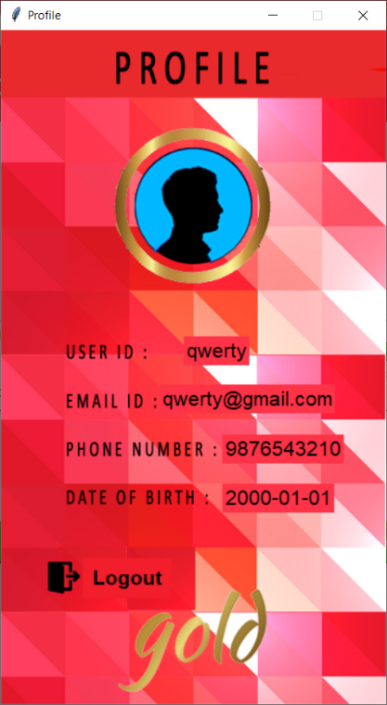 Profile
PROFILE
USER ID : qwerty
EMAIL ID : qwerty@gmail.com
PHONE NUMBER : 9876543210
DATE OF BIRTH : 2000-01-01
Logout
gold